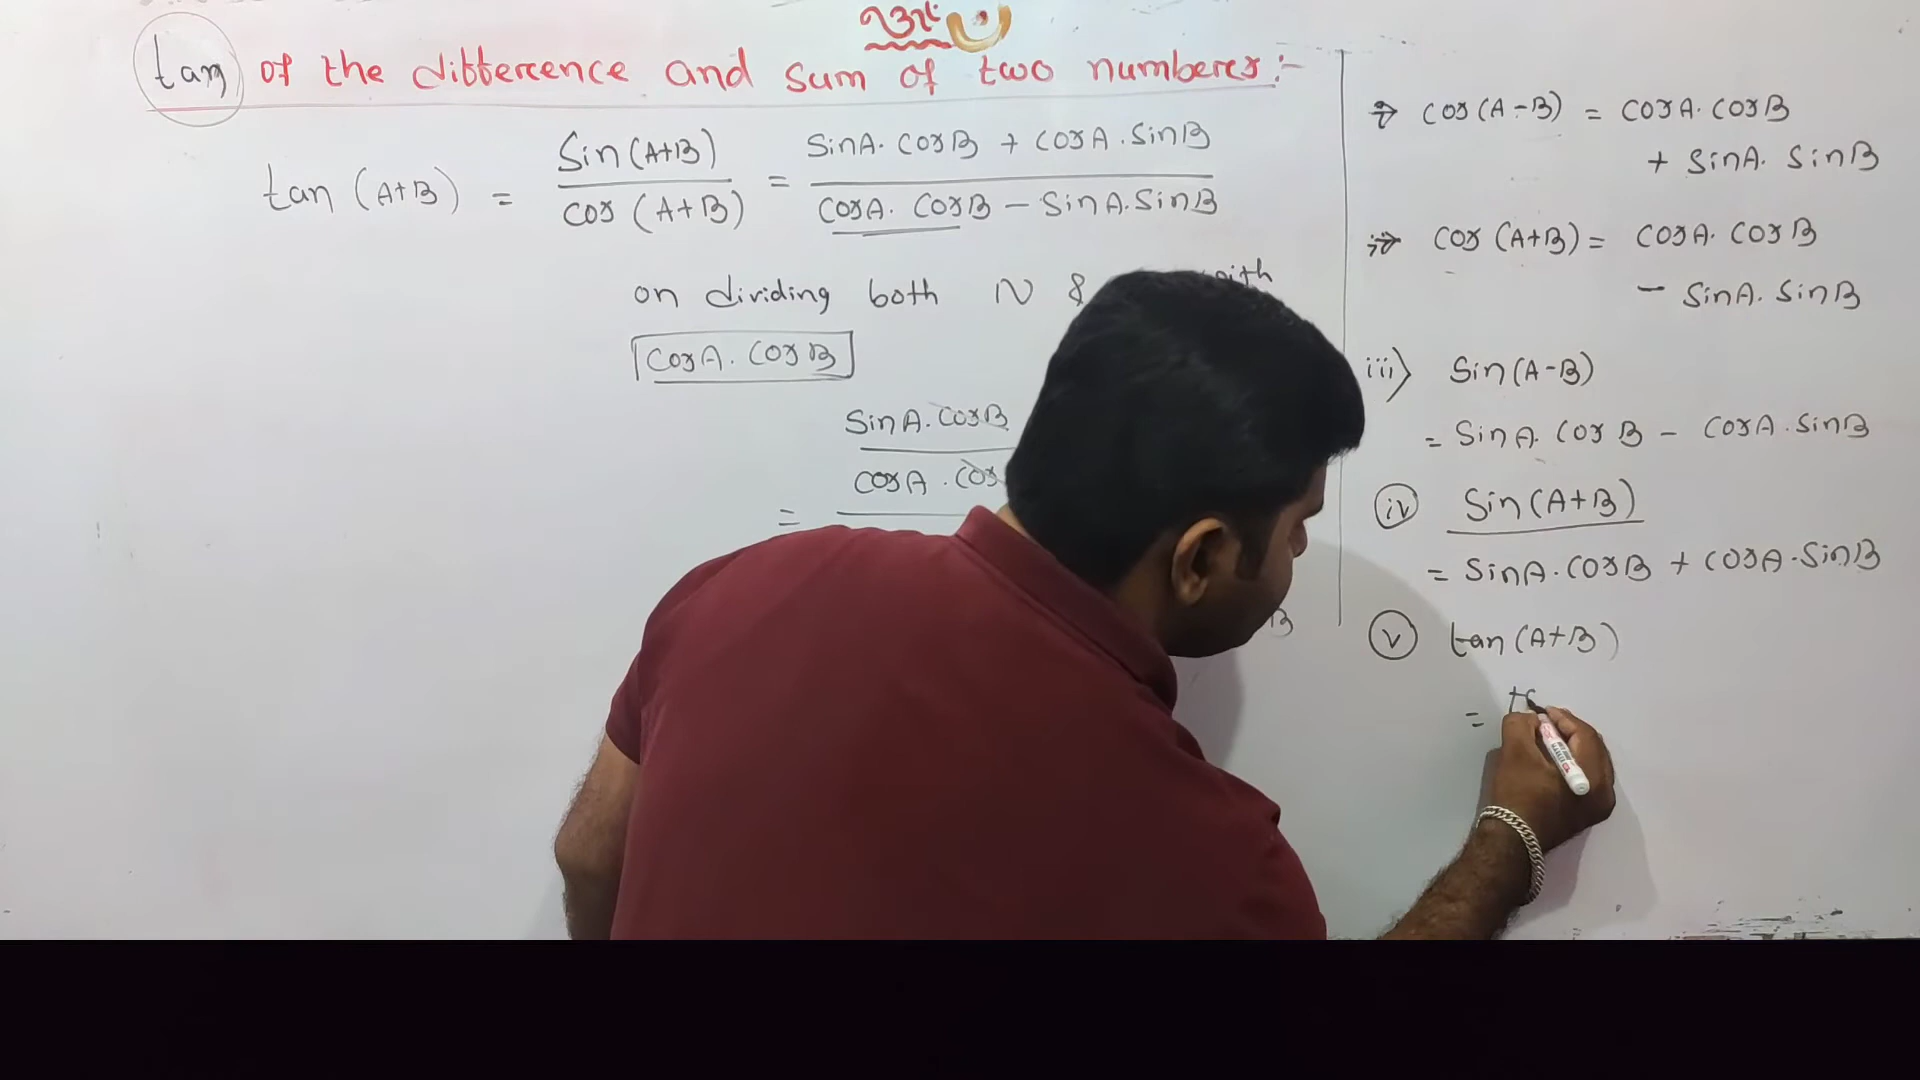 tan of the difference and sum of two numbers :-
tan (A+B) = Sin(A+B) / cos (A+B) = SinA. cosB + cosA. SinB / cosA. cosB - SinA. SinB
on dividing both N & with
cosA. cosB
SinA. cosB
cosA. cos
=
B
i) cos(A-B) = cosA. cosB
+ SinA. SinB
ii) cos (A+B) = cosA. cosB
- SinA. SinB
iii) Sin(A-B)
= SinA. cosB - cosA. SinB
iv Sin(A+B)
= SinA. cosB + cosA. SinB
v tan(A+B)
=